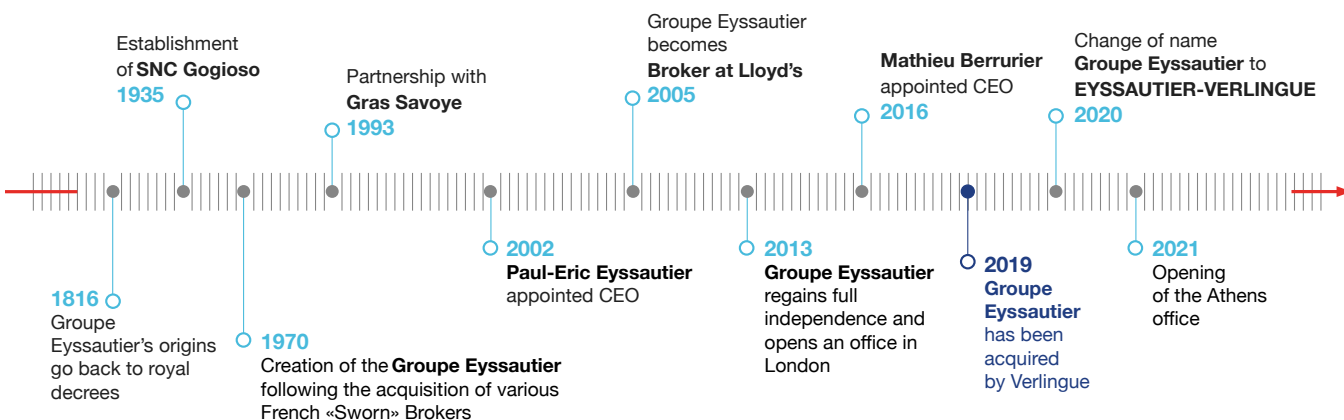 1816
Groupe
Eyssautier’s origins
go back to royal
decrees
Establishment
of SNC Gogioso
1935
1970
Creation of the Groupe Eyssautier
following the acquisition of various
French «Sworn» Brokers
Partnership with
Gras Savoye
1993
2002
Paul-Eric Eyssautier
appointed CEO
Groupe Eyssautier
becomes
Broker at Lloyd’s
2005
2013
Groupe Eyssautier
regains full
independence and
opens an office in
London
Mathieu Berrurier
appointed CEO
2016
2019
Groupe
Eyssautier
has been
acquired
by Verlingue
Change of name
Groupe Eyssautier to
EYSSAUTIER-VERLINGUE
2020
2021
Opening
of the Athens
office